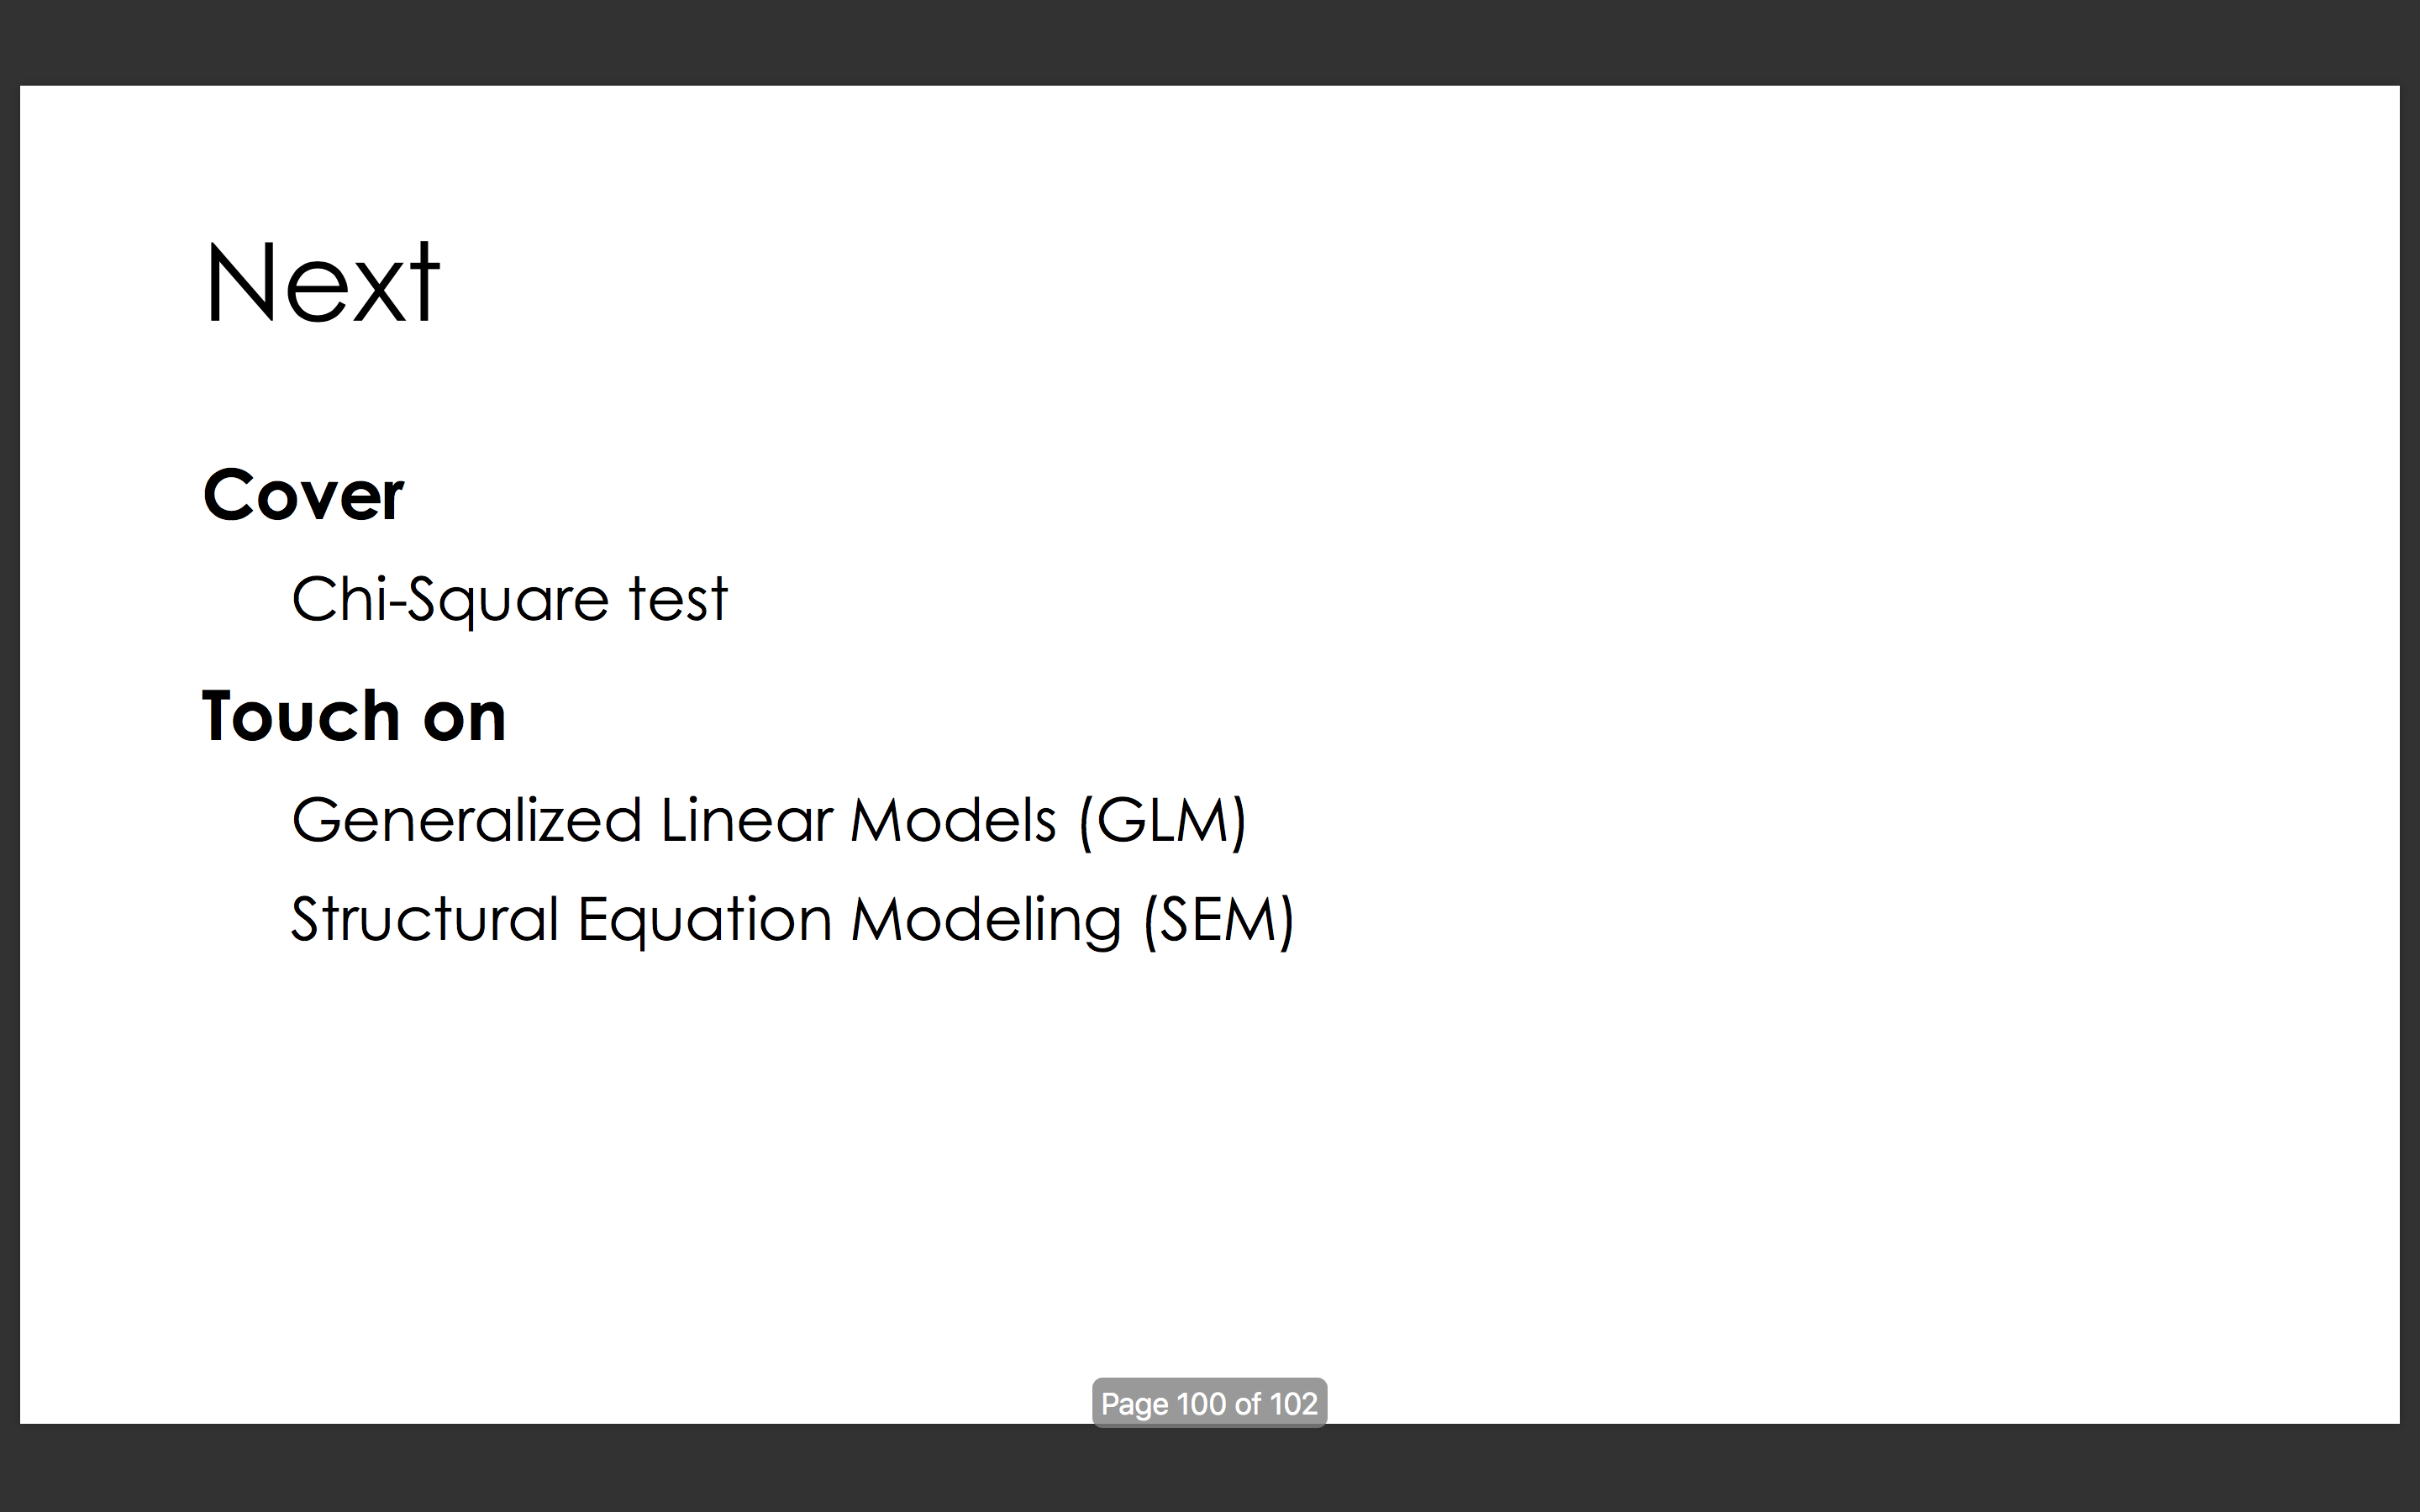 Next
Cover
Chi-Square test
Touch on
Generalized Linear Models (GLM)
Structural Equation Modeling (SEM)
Page 100 of 102